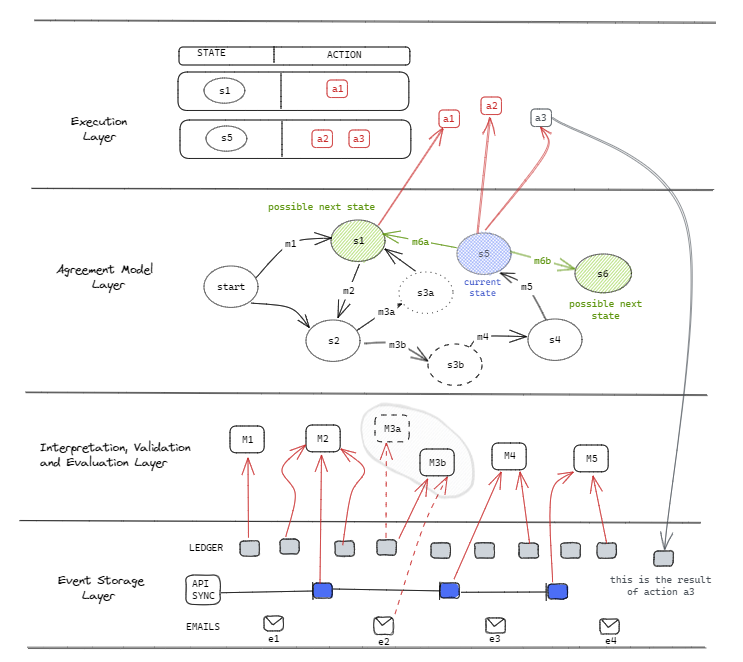 STATE ACTION
s1 a1
s5 a2 a3
a1 a2 a3
Execution
Layer
possible next state
m1 s1 m6a s5 m6b s6
current
state
possible next
state
Agreement Model
Layer
start m2 s3a m5
m3a
s2 m3b m4 s4
s3b
Interpretation, Validation
and Evaluation Layer
M1 M2 M3a M3b M4 M5
LEDGER
this is the result
of action a3
Event Storage
Layer
API
SYNC
EMAILS
e1 e2 e3 e4